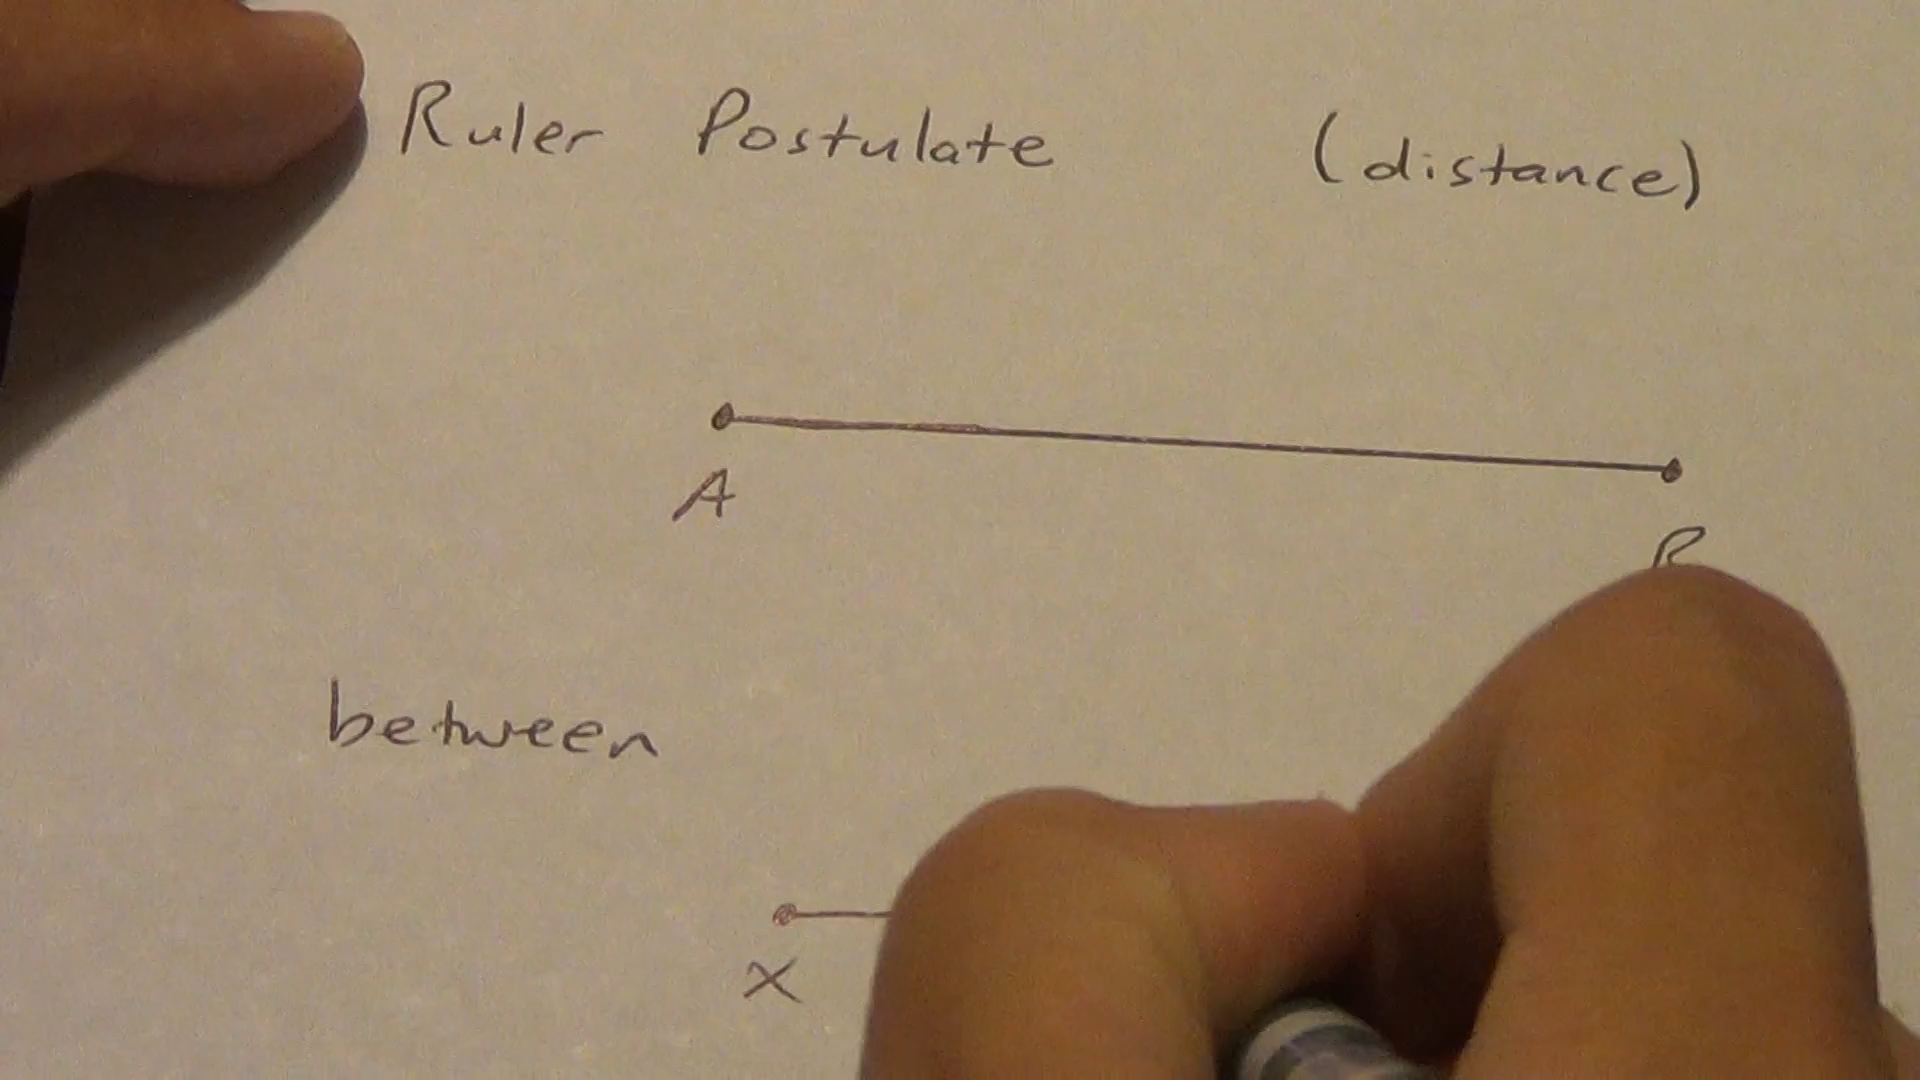 Ruler Postulate (distance)
A
between
X